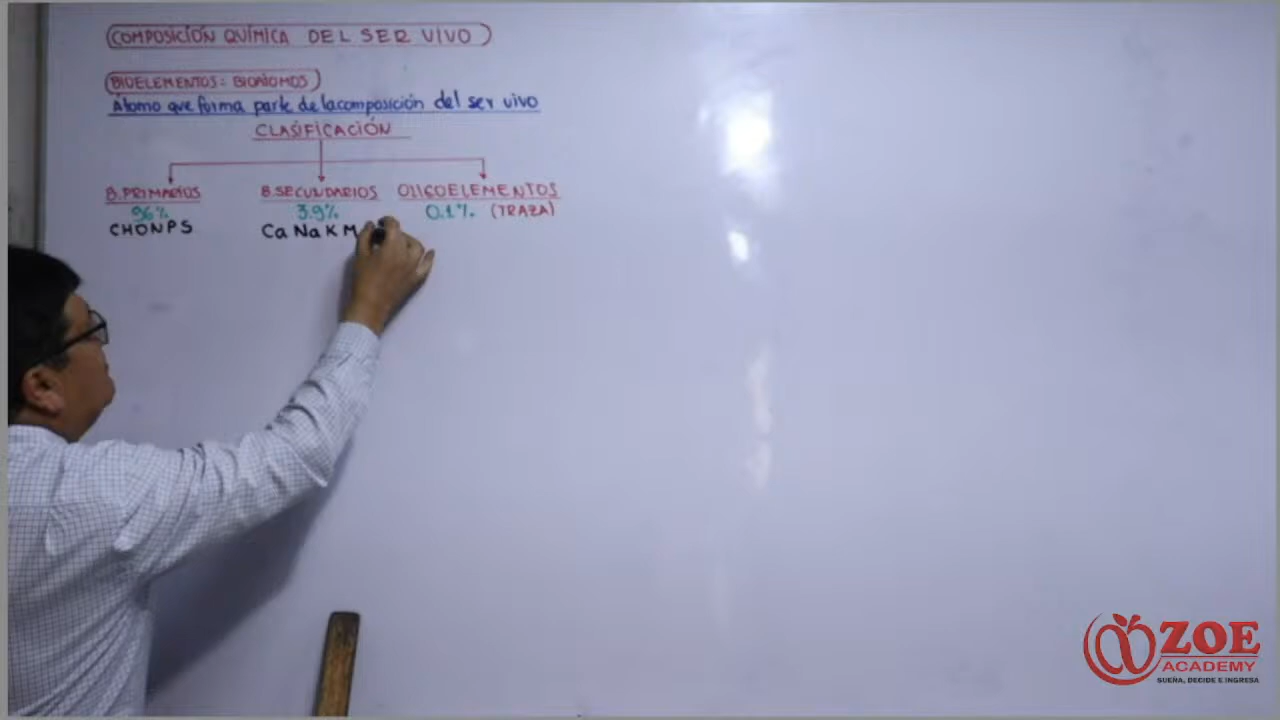 COMPOSICIÓN QUÍMICA DEL SER VIVO
BIOELEMENTOS: BIOÁTOMOS
Átomo que forma parte de la composición del ser vivo
CLASIFICACIÓN
B. PRIMARIOS B. SECUNDARIOS OLIGOELEMENTOS
96% 3.9% 0.1% (TRAZA)
CHONPS Ca Na K M
ZOE
ACADEMY
SUEÑA, DECIDE E INGRESA